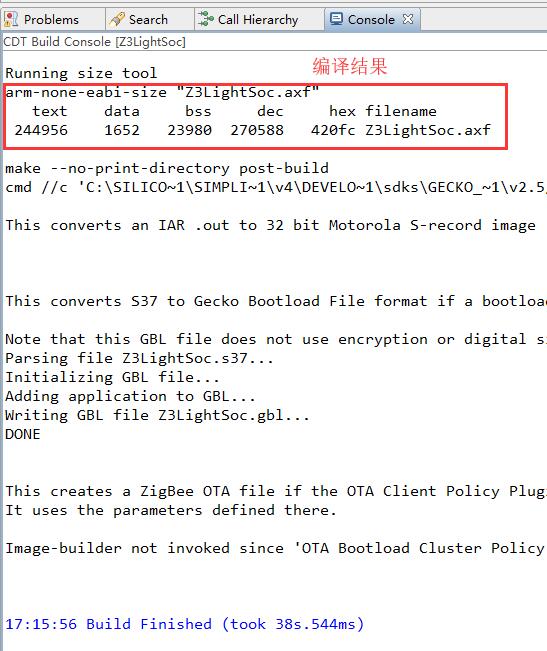 Problems Search Call Hierarchy Console
CDT Build Console [Z3LightSoc]
编译结果
Running size tool
arm-none-eabi-size "Z3LightSoc.axf"
text data bss dec hex filename
244956 1652 23980 270588 420fc Z3LightSoc.axf
make --no-print-directory post-build
cmd //c 'C:\SILICO~1\SIMPLI~1\v4\DEVELO~1\sdks\GECKO_~1\v2.5
This converts an IAR .out to 32 bit Motorola S-record image
This converts S37 to Gecko Bootload File format if a bootloa
Note that this GBL file does not use encryption or digital s
Parsing file Z3LightSoc.s37...
Initializing GBL file...
Adding application to GBL...
Writing GBL file Z3LightSoc.gbl...
DONE
This creates a ZigBee OTA file if the OTA Client Policy Plug
It uses the parameters defined there.
Image-builder not invoked since 'OTA Bootload Cluster Policy
17:15:56 Build Finished (took 38s.544ms)